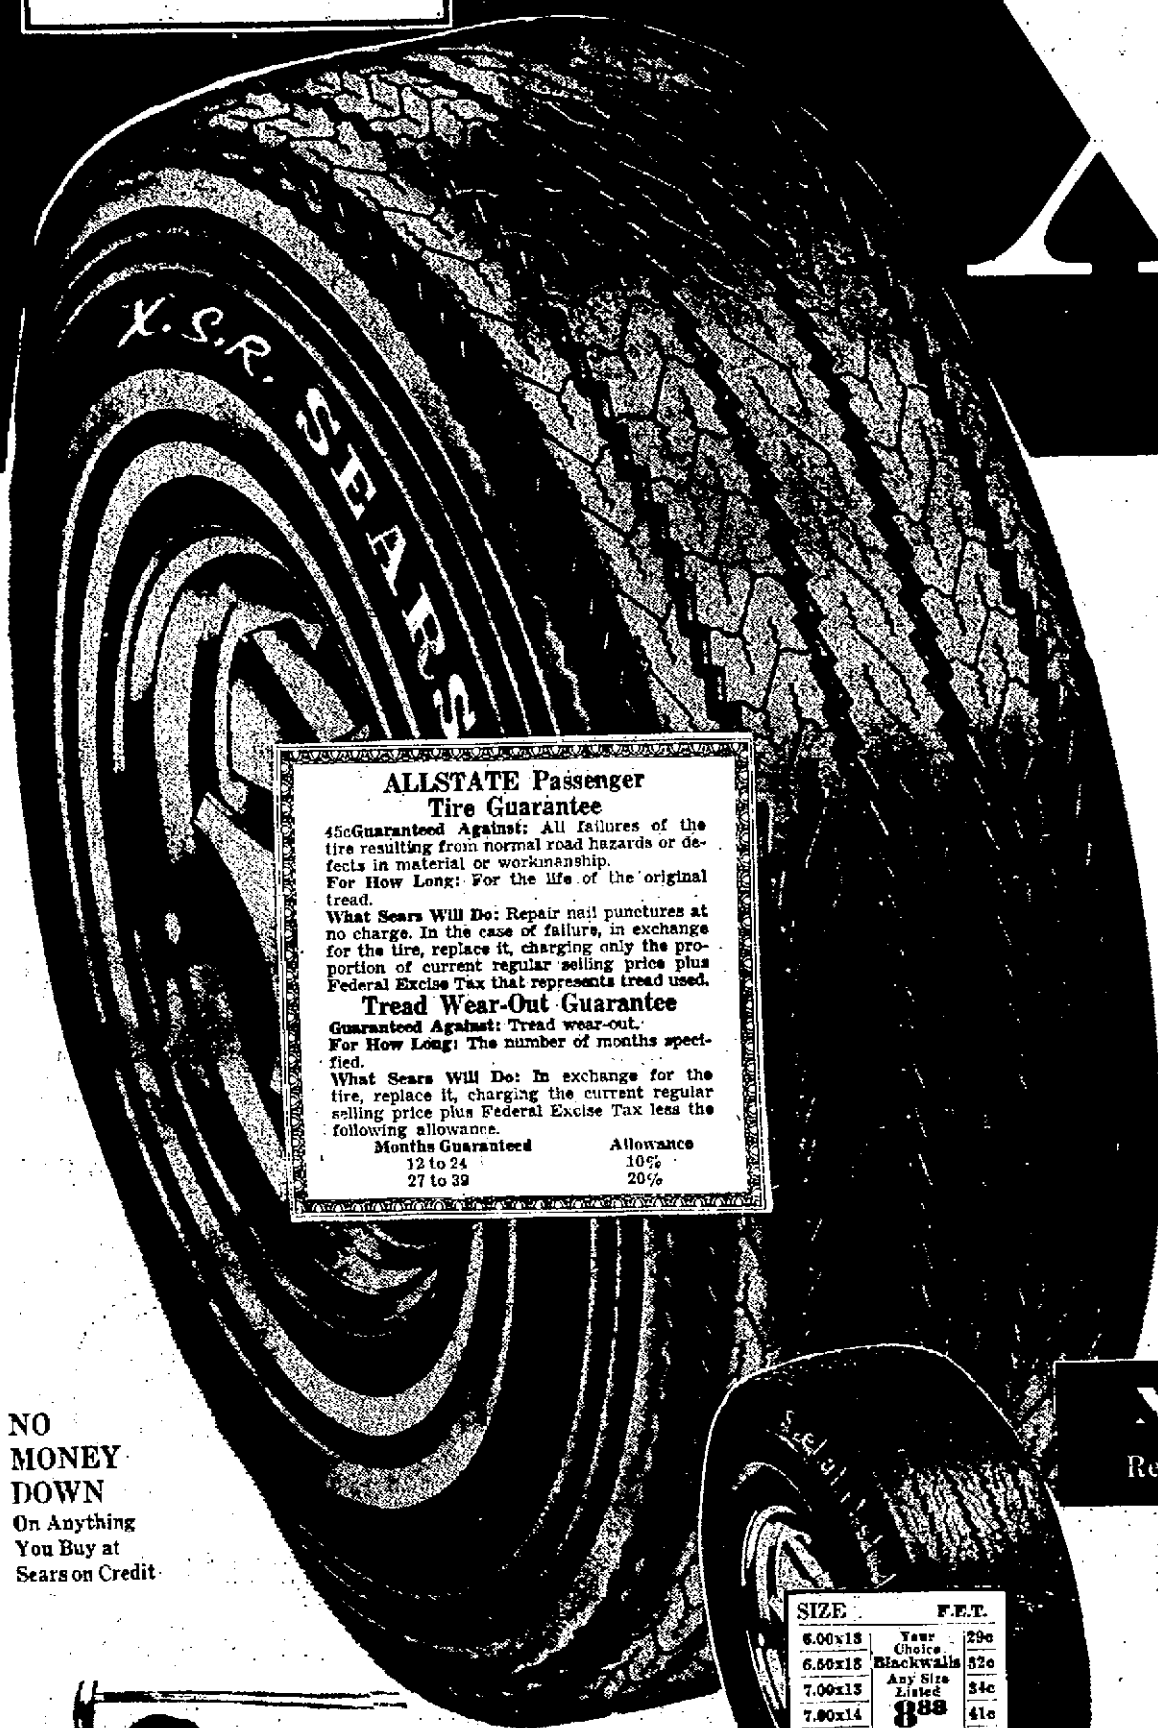 X.S.R. SEARS
ALLSTATE Passenger
Tire Guarantee
45cGuaranteed Against: All failures of the
tire resulting from normal road hazards or de-
fects in material or workmanship.
For How Long: For the life of the original
tread.
What Sears Will Do: Repair nail punctures at
no charge. In the case of failure, in exchange
for the tire, replace it, charging only the pro-
portion of current regular selling price plus
Federal Excise Tax that represents tread used.
Tread Wear-Out Guarantee
Guaranteed Against: Tread wear-out.
For How Long: The number of months speci-
fied.
What Sears Will Do: In exchange for the
tire, replace it, charging the current regular
selling price plus Federal Excise Tax less the
following allowance.
Months Guaranteed Allowance
12 to 24 10%
27 to 39 20%
NO
MONEY
DOWN
On Anything
You Buy at
Sears on Credit
Re
SIZE F.E.T.
6.00x13 Your Choice 29c
6.50x13 Blackwalls 32c
7.00x13 Any Size Listed 34c
7.00x14 8 88 41c